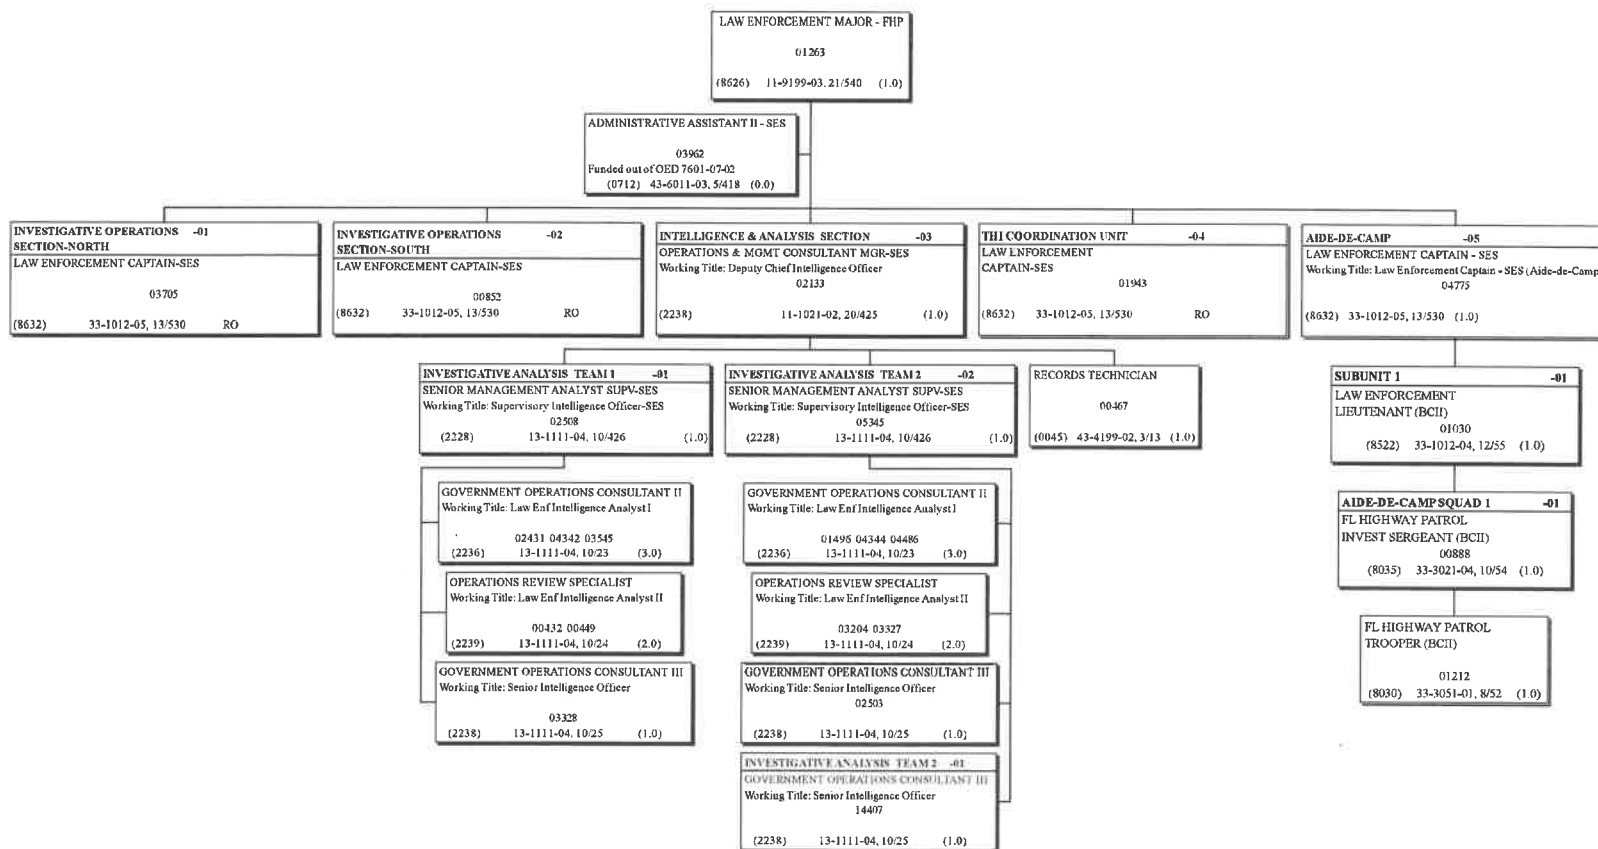 LAW ENFORCEMENT MAJOR - FHP
01263
(8626) 11-9199-03, 21/540 (1.0)
ADMINISTRATIVE ASSISTANT II - SES
03962
Funded out of OED 7601-07-02
(0712) 43-6011-03, 5/418 (0.0)
INVESTIGATIVE OPERATIONS -01
SECTION-NORTH
LAW ENFORCEMENT CAPTAIN-SES
03705
(8632) 33-1012-05, 13/530 RO
INVESTIGATIVE OPERATIONS -02
SECTION-SOUTH
LAW ENFORCEMENT CAPTAIN-SES
00852
(8632) 33-1012-05, 13/530 RO
INTELLIGENCE & ANALYSIS SECTION -03
OPERATIONS & MGMT CONSULTANT MGR-SES
Working Title: Deputy Chief Intelligence Officer
02133
(2238) 11-1021-02, 20/425 (1.0)
THI COORDINATION UNIT -04
LAW ENFORCEMENT
CAPTAIN-SES
01943
(8632) 33-1012-05, 13/530 RO
AIDE-DE-CAMP -05
LAW ENFORCEMENT CAPTAIN - SES
Working Title: Law Enforcement Captain - SES (Aide-de-Camp
04775
(8632) 33-1012-05, 13/530 (1.0)
INVESTIGATIVE ANALYSIS TEAM 1 -01
SENIOR MANAGEMENT ANALYST SUPV-SES
Working Title: Supervisory Intelligence Officer-SES
02508
(2228) 13-1111-04, 10/426 (1.0)
INVESTIGATIVE ANALYSIS TEAM 2 -02
SENIOR MANAGEMENT ANALYST SUPV-SES
Working Title: Supervisory Intelligence Officer-SES
05345
(2228) 13-1111-04, 10/426 (1.0)
RECORDS TECHNICIAN
00467
(0045) 43-4199-02, 3/13 (1.0)
SUBUNIT 1 -01
LAW ENFORCEMENT
LIEUTENANT (BCII)
01030
(8522) 33-1012-04, 12/55 (1.0)
GOVERNMENT OPERATIONS CONSULTANT II
Working Title: Law Enf Intelligence Analyst I
02431 04342 03545
(2236) 13-1111-04, 10/23 (3.0)
GOVERNMENT OPERATIONS CONSULTANT II
Working Title: Law Enf Intelligence Analyst I
01496 04344 04486
(2236) 13-1111-04, 10/23 (3.0)
AIDE-DE-CAMP SQUAD 1 -01
FL HIGHWAY PATROL
INVEST SERGEANT (BCII)
00888
(8035) 33-3021-04, 10/54 (1.0)
OPERATIONS REVIEW SPECIALIST
Working Title: Law Enf Intelligence Analyst II
00432 00449
(2239) 13-1111-04, 10/24 (2.0)
OPERATIONS REVIEW SPECIALIST
Working Title: Law Enf Intelligence Analyst II
03204 03327
(2239) 13-1111-04, 10/24 (2.0)
FL HIGHWAY PATROL
TROOPER (BCII)
01212
(8030) 33-3051-01, 8/52 (1.0)
GOVERNMENT OPERATIONS CONSULTANT III
Working Title: Senior Intelligence Officer
03328
(2238) 13-1111-04, 10/25 (1.0)
GOVERNMENT OPERATIONS CONSULTANT III
Working Title: Senior Intelligence Officer
02503
(2238) 13-1111-04, 10/25 (1.0)
INVESTIGATIVE ANALYSIS TEAM 2 -01
GOVERNMENT OPERATIONS CONSULTANT III
Working Title: Senior Intelligence Officer
14407
(2238) 13-1111-04, 10/25 (1.0)